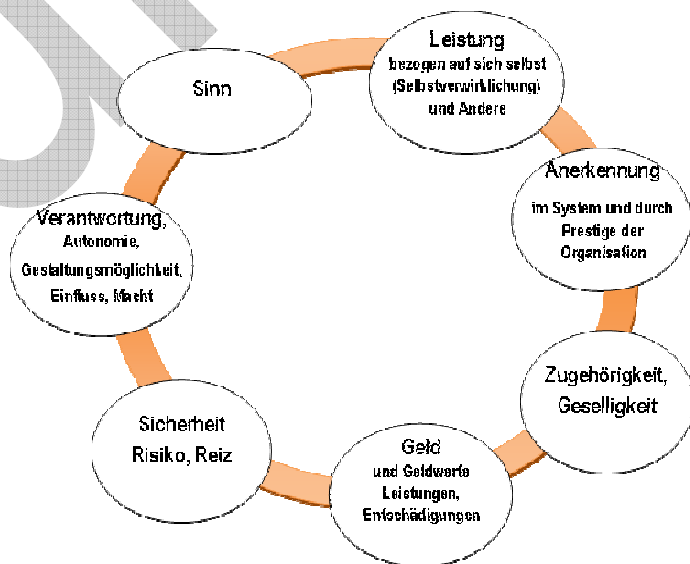 Leistung
bezogen auf sich selbst
(Selbstverwirklichung)
und Andere
Anerkennung
im System und durch
Prestige der
Organisation
Zugehörigkeit,
Geselligkeit
Geld
und Geldwerte
Leistungen,
Entschädigungen
Sicherheit
Risiko, Reiz
Verantwortung,
Autonomie,
Gestaltungsmöglichkeit,
Einfluss, Macht
Sinn